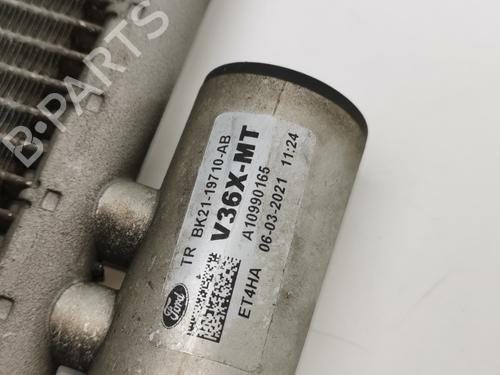 B-PARTS
TR BK21-19710-AB
V36X-MT
A10990165
ET4HA 06-03-2021 11:24
Ford